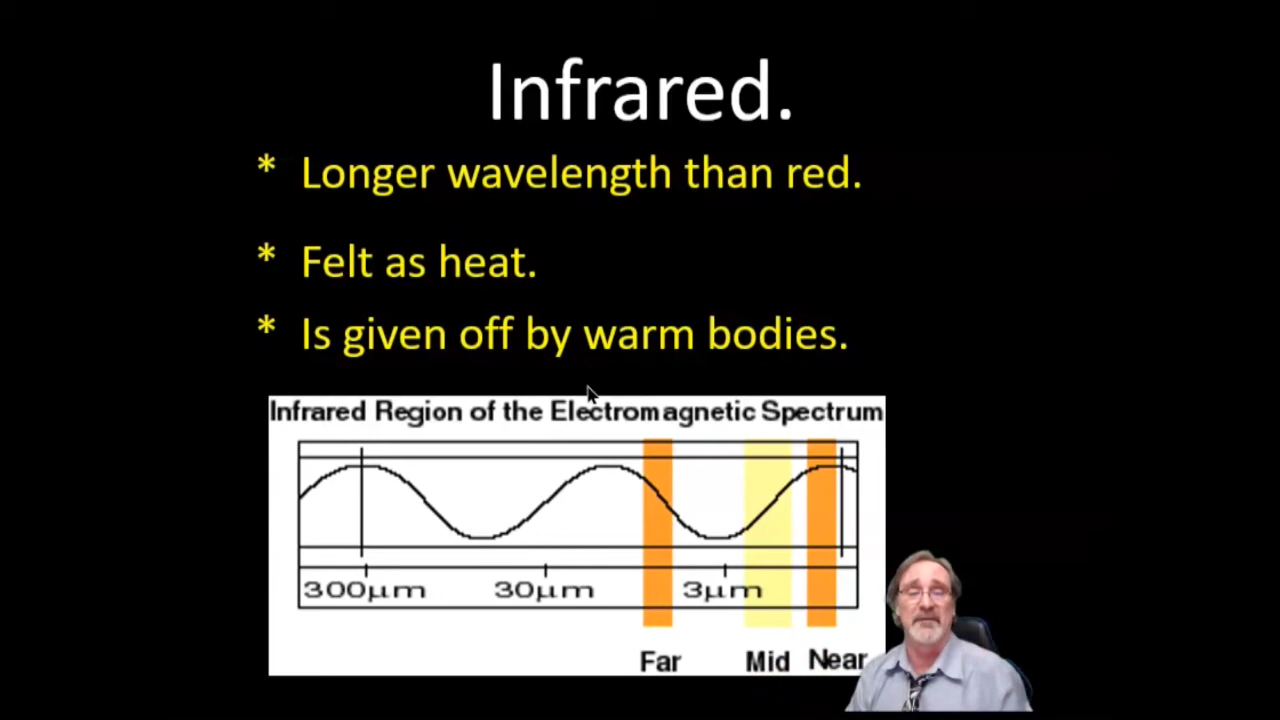 Infrared.
* Longer wavelength than red.
* Felt as heat.
* Is given off by warm bodies.
Infrared Region of the Electromagnetic Spectrum
300µm 30µm 3µm
Far Mid Near